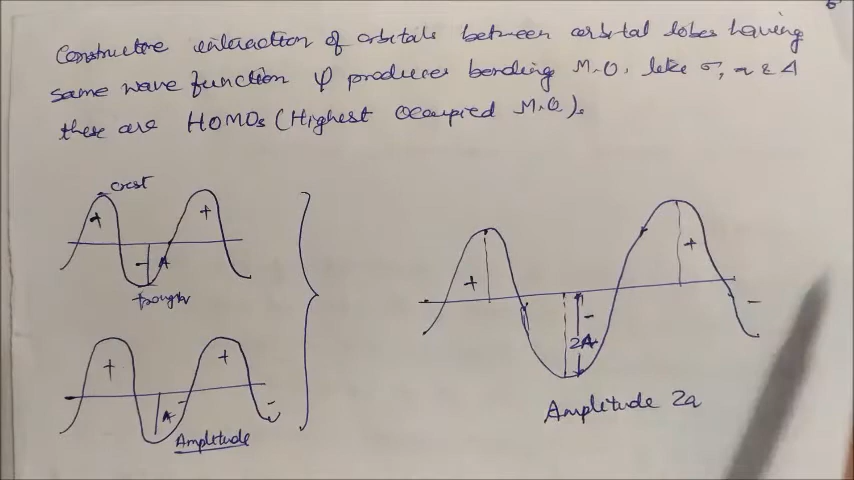 Constructive interaction of orbitals between orbital lobes having
same wave function ψ produces bonding M.O. like σ, π & Δ
these are HOMOs (Highest Occupied M.O.).
crest
+
+
- A
trough
+
+
A -
-
Amplitude
+
+
-
-
2A
Amplitude 2a